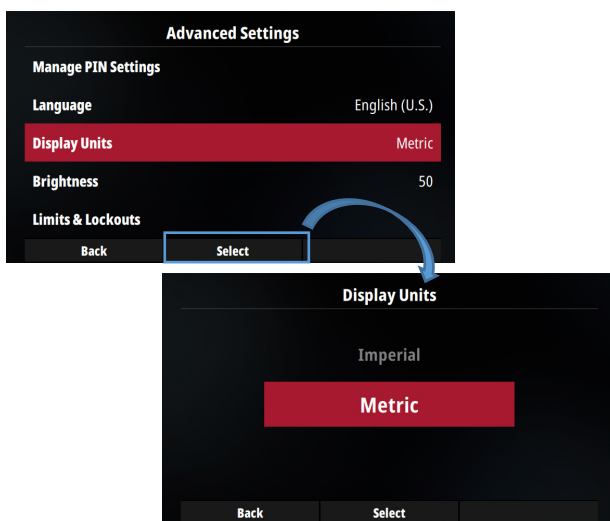 Advanced Settings
Manage PIN Settings
Language English (U.S.)
Display Units Metric
Brightness 50
Limits & Lockouts
Back Select
Display Units
Imperial
Metric
Back Select